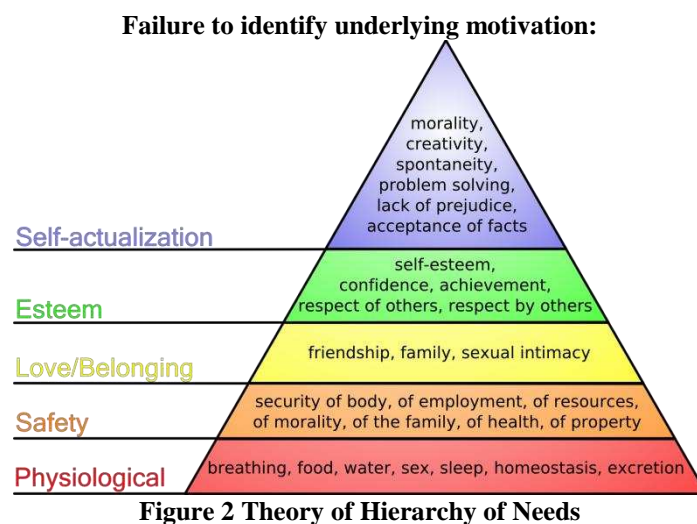 Failure to identify underlying motivation:
morality,
creativity,
spontaneity,
problem solving,
lack of prejudice,
acceptance of facts
Self-actualization
self-esteem,
confidence, achievement,
respect of others, respect by others
Esteem
friendship, family, sexual intimacy
Love/Belonging
security of body, of employment, of resources,
of morality, of the family, of health, of property
Safety
breathing, food, water, sex, sleep, homeostasis, excretion
Physiological
Figure 2 Theory of Hierarchy of Needs